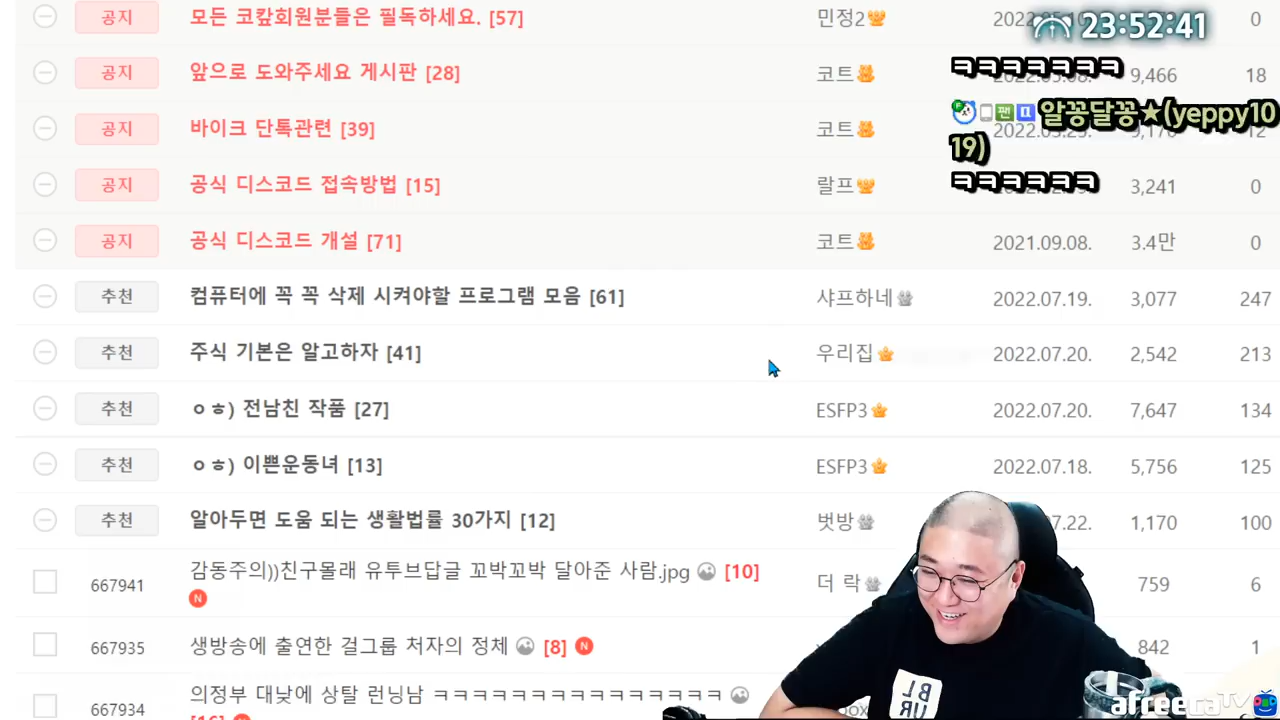 공지 모든 코캎회원분들은 필독하세요. [57] 민정2 0
23:52:41
공지 앞으로 도와주세요 게시판 [28] 코트 9,466 18
ㅋㅋㅋㅋㅋㅋㅋ
공지 바이크 단톡관련 [39] 코트
알꽁달꽁★(yeppy10
19)
ㅋㅋㅋㅋㅋㅋ
공지 공식 디스코드 접속방법 [15] 랄프 3,241 0
공지 공식 디스코드 개설 [71] 코트 2021.09.08. 3.4만 0
추천 컴퓨터에 꼭 꼭 삭제 시켜야할 프로그램 모음 [61] 샤프하네 2022.07.19. 3,077 247
추천 주식 기본은 알고하자 [41] 우리집 2022.07.20. 2,542 213
추천 ㅇㅎ) 전남친 작품 [27] ESFP3 2022.07.20. 7,647 134
추천 ㅇㅎ) 이쁜운동녀 [13] ESFP3 2022.07.18. 5,756 125
추천 알아두면 도움 되는 생활법률 30가지 [12] 벗방 7.22. 1,170 100
667941 감동주의))친구몰래 유투브답글 꼬박꼬박 달아준 사람.jpg [10] 더 락 759 6
N
667935 생방송에 출연한 걸그룹 처자의 정체 [8] N 842 1
667934 의정부 대낮에 상탈 런닝남 ㅋㅋㅋㅋㅋㅋㅋㅋㅋㅋㅋㅋㅋㅋㅋ
afreecaTV